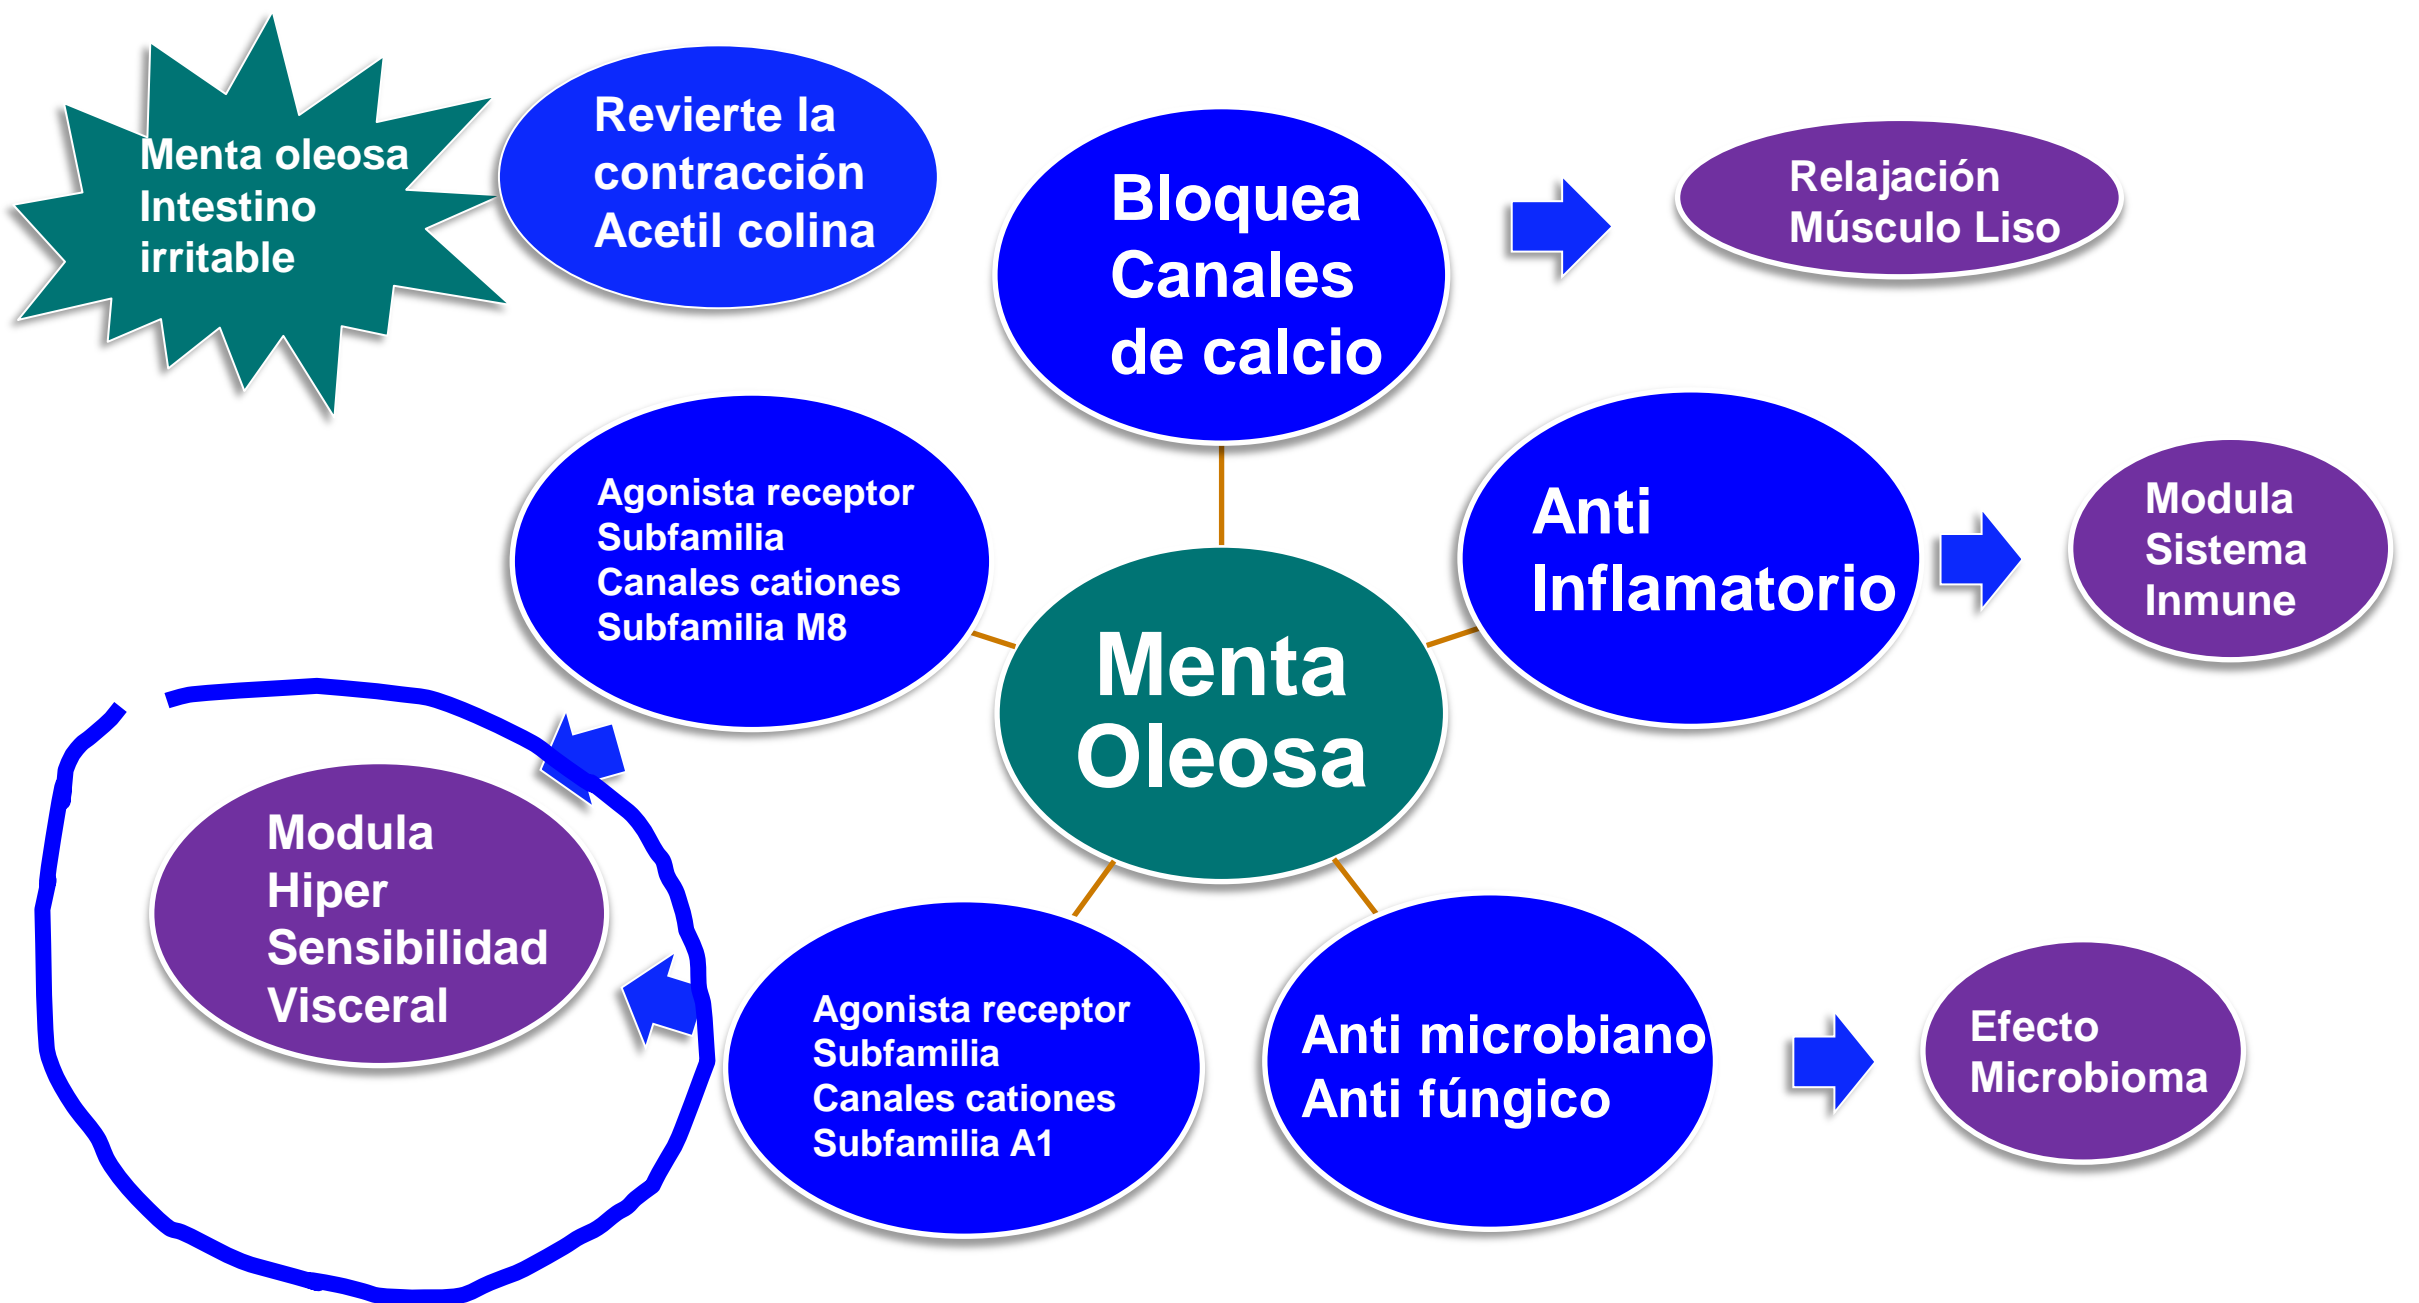 Menta oleosa
Intestino
irritable
Revierte la
contracción
Acetil colina
Bloquea
Canales
de calcio
Relajación
Músculo Liso
Agonista receptor
Subfamilia
Canales cationes
Subfamilia M8
Anti
Inflamatorio
Modula
Sistema
Inmune
Menta
Oleosa
Modula
Hiper
Sensibilidad
Visceral
Agonista receptor
Subfamilia
Canales cationes
Subfamilia A1
Anti microbiano
Anti fúngico
Efecto
Microbioma